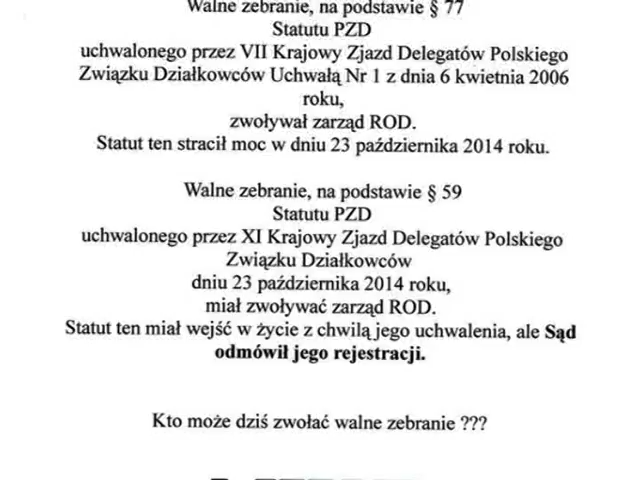 Walne zebranie, na podstawie § 77
Statutu PZD
uchwalonego przez VII Krajowy Zjazd Delegatów Polskiego
Związku Działkowców Uchwałą Nr 1 z dnia 6 kwietnia 2006
roku,
zwoływał zarząd ROD.
Statut ten stracił moc w dniu 23 października 2014 roku.
Walne zebranie, na podstawie § 59
Statutu PZD
uchwalonego przez XI Krajowy Zjazd Delegatów Polskiego
Związku Działkowców
dniu 23 października 2014 roku,
miał zwoływać zarząd ROD.
Statut ten miał wejść w życie z chwilą jego uchwalenia, ale Sąd
odmówił jego rejestracji.
Kto może dziś zwołać walne zebranie ???